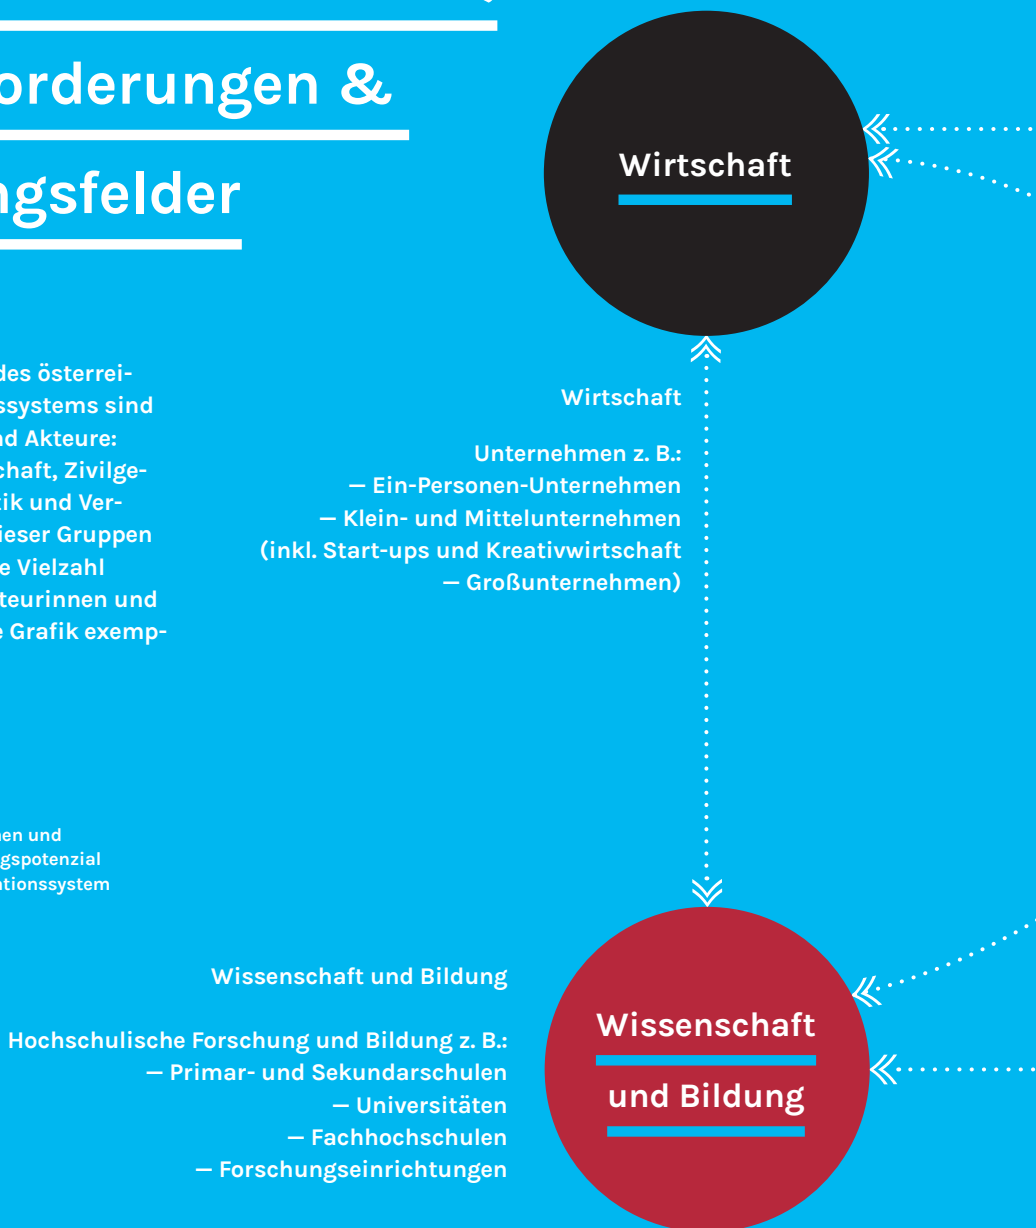 orderungen &
ngsfelder
des österrei-
ssystems sind
nd Akteure:
chaft, Zivilge-
tik und Ver-
ieser Gruppen
e Vielzahl
teurinnen und
e Grafik exemp-
en und
gspotenzial
ationssystem
Wirtschaft
Wirtschaft
Unternehmen z. B.:
— Ein-Personen-Unternehmen
— Klein- und Mittelunternehmen
(inkl. Start-ups und Kreativwirtschaft
— Großunternehmen)
Wissenschaft und Bildung
Hochschulische Forschung und Bildung z. B.:
— Primar- und Sekundarschulen
— Universitäten
— Fachhochschulen
— Forschungseinrichtungen
Wissenschaft
und Bildung